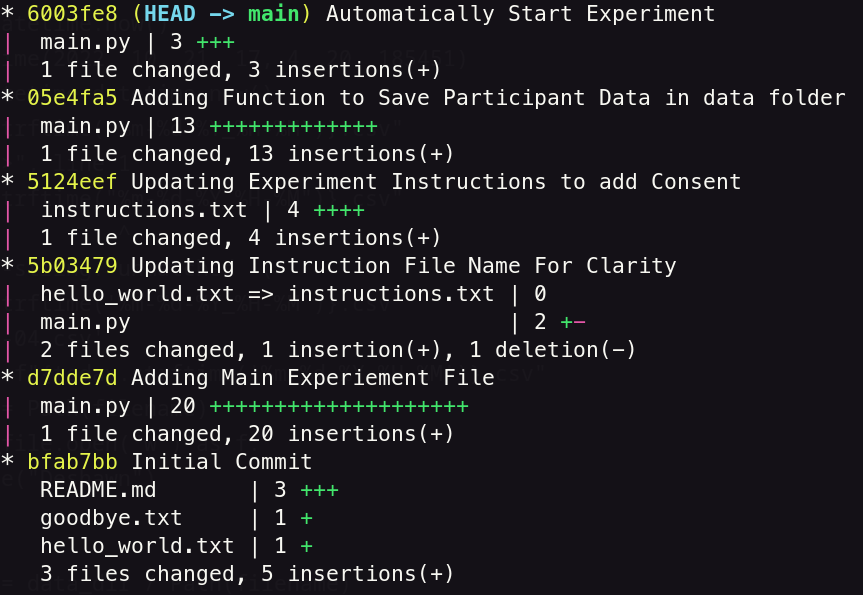 * 6003fe8 (HEAD -> main) Automatically Start Experiment
|  main.py | 3 +++
|  1 file changed, 3 insertions(+)
* 05e4fa5 Adding Function to Save Participant Data in data folder
|  main.py | 13 +++++++++++++
|  1 file changed, 13 insertions(+)
* 5124eef Updating Experiment Instructions to add Consent
|  instructions.txt | 4 ++++
|  1 file changed, 4 insertions(+)
* 5b03479 Updating Instruction File Name For Clarity
|  hello_world.txt => instructions.txt | 0
|  main.py                             | 2 +-
|  2 files changed, 1 insertion(+), 1 deletion(-)
* d7dde7d Adding Main Experiement File
|  main.py | 20 ++++++++++++++++++++
|  1 file changed, 20 insertions(+)
* bfab7bb Initial Commit
   README.md       | 3 +++
   goodbye.txt     | 1 +
   hello_world.txt | 1 +
   3 files changed, 5 insertions(+)